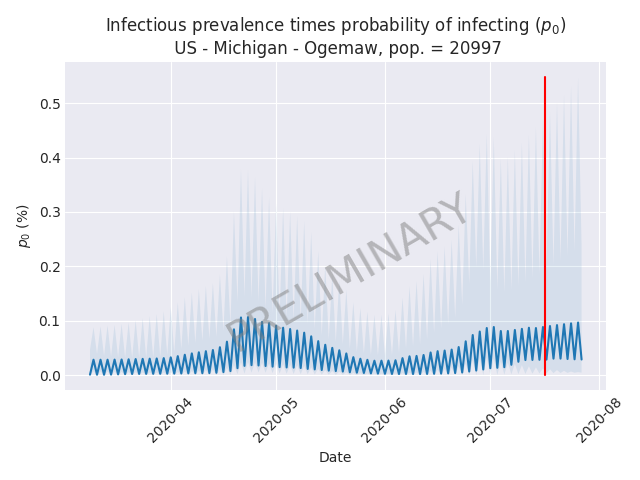 Infectious prevalence times probability of infecting (p₀)
US - Michigan - Ogemaw, pop. = 20997
p₀ (%)
0.5
0.4
0.3
0.2
0.1
0.0
PRELIMINARY
2020-04
2020-05
2020-06
2020-07
2020-08
Date